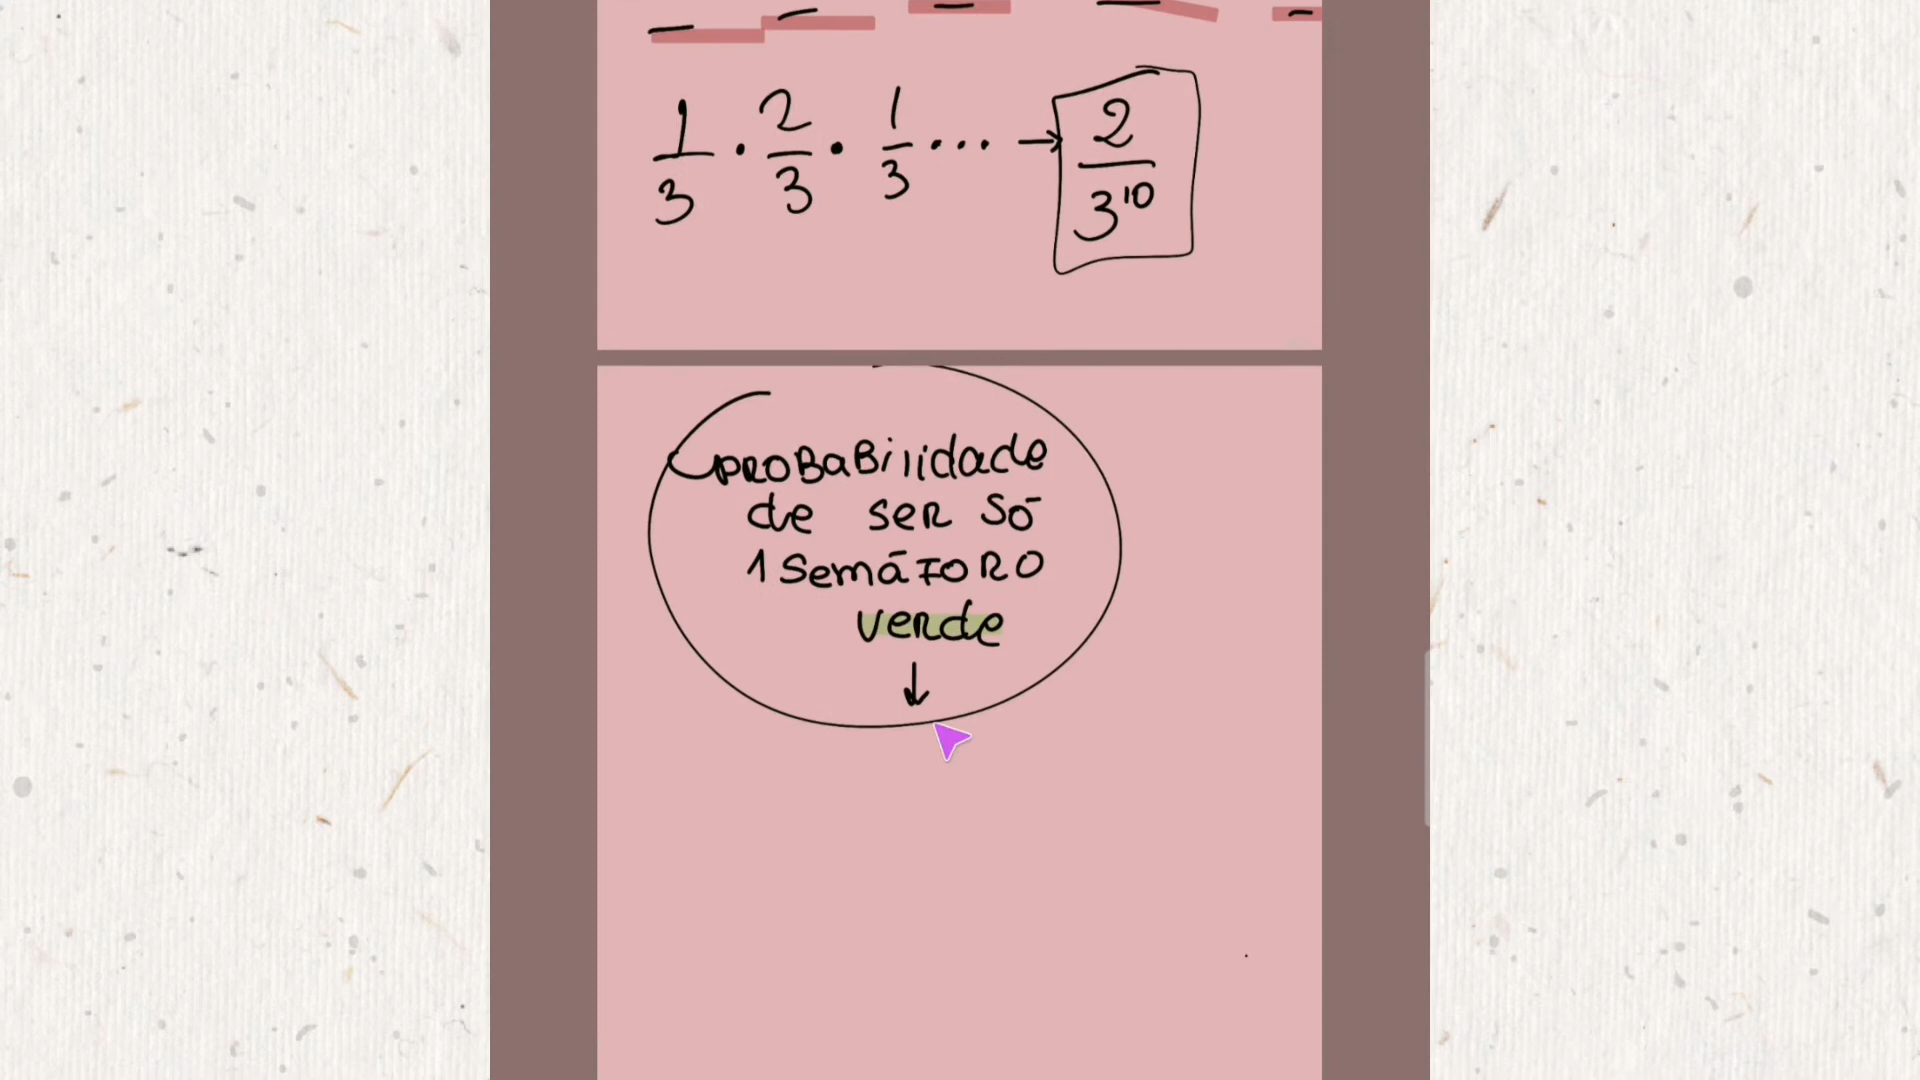 1/3 · 2/3 · 1/3 ... → 2/3¹⁰
PROBaBilidade
de seR Só
1 SemáFORO
veRde
↓